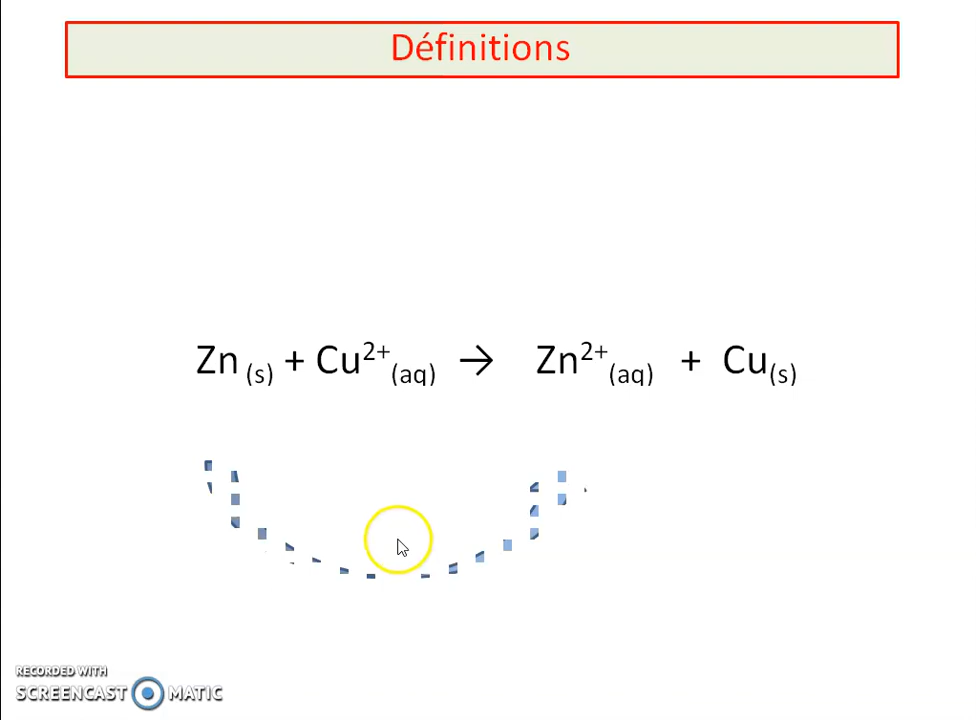 Définitions
Zn (s) + Cu²⁺(aq) → Zn²⁺(aq) + Cu(s)
RECORDED WITH
SCREENCAST MATIC